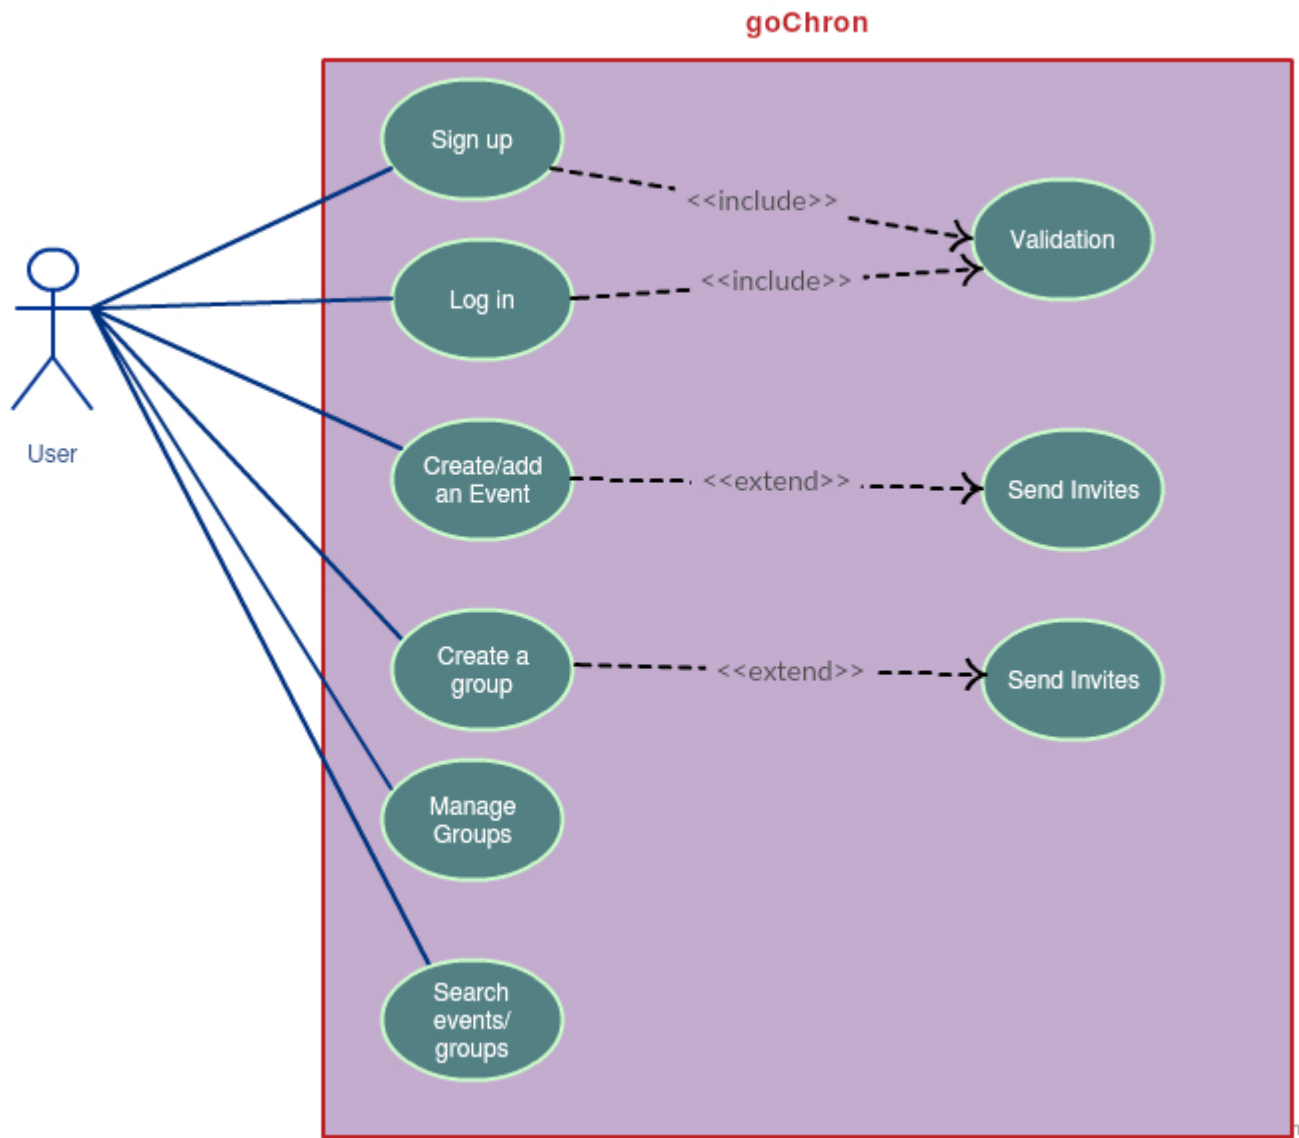 goChron
Sign up
<<include>>
Validation
Log in
<<include>>
User
Create/add
an Event
<<extend>>
Send Invites
Create a
group
<<extend>>
Send Invites
Manage
Groups
Search
events/
groups